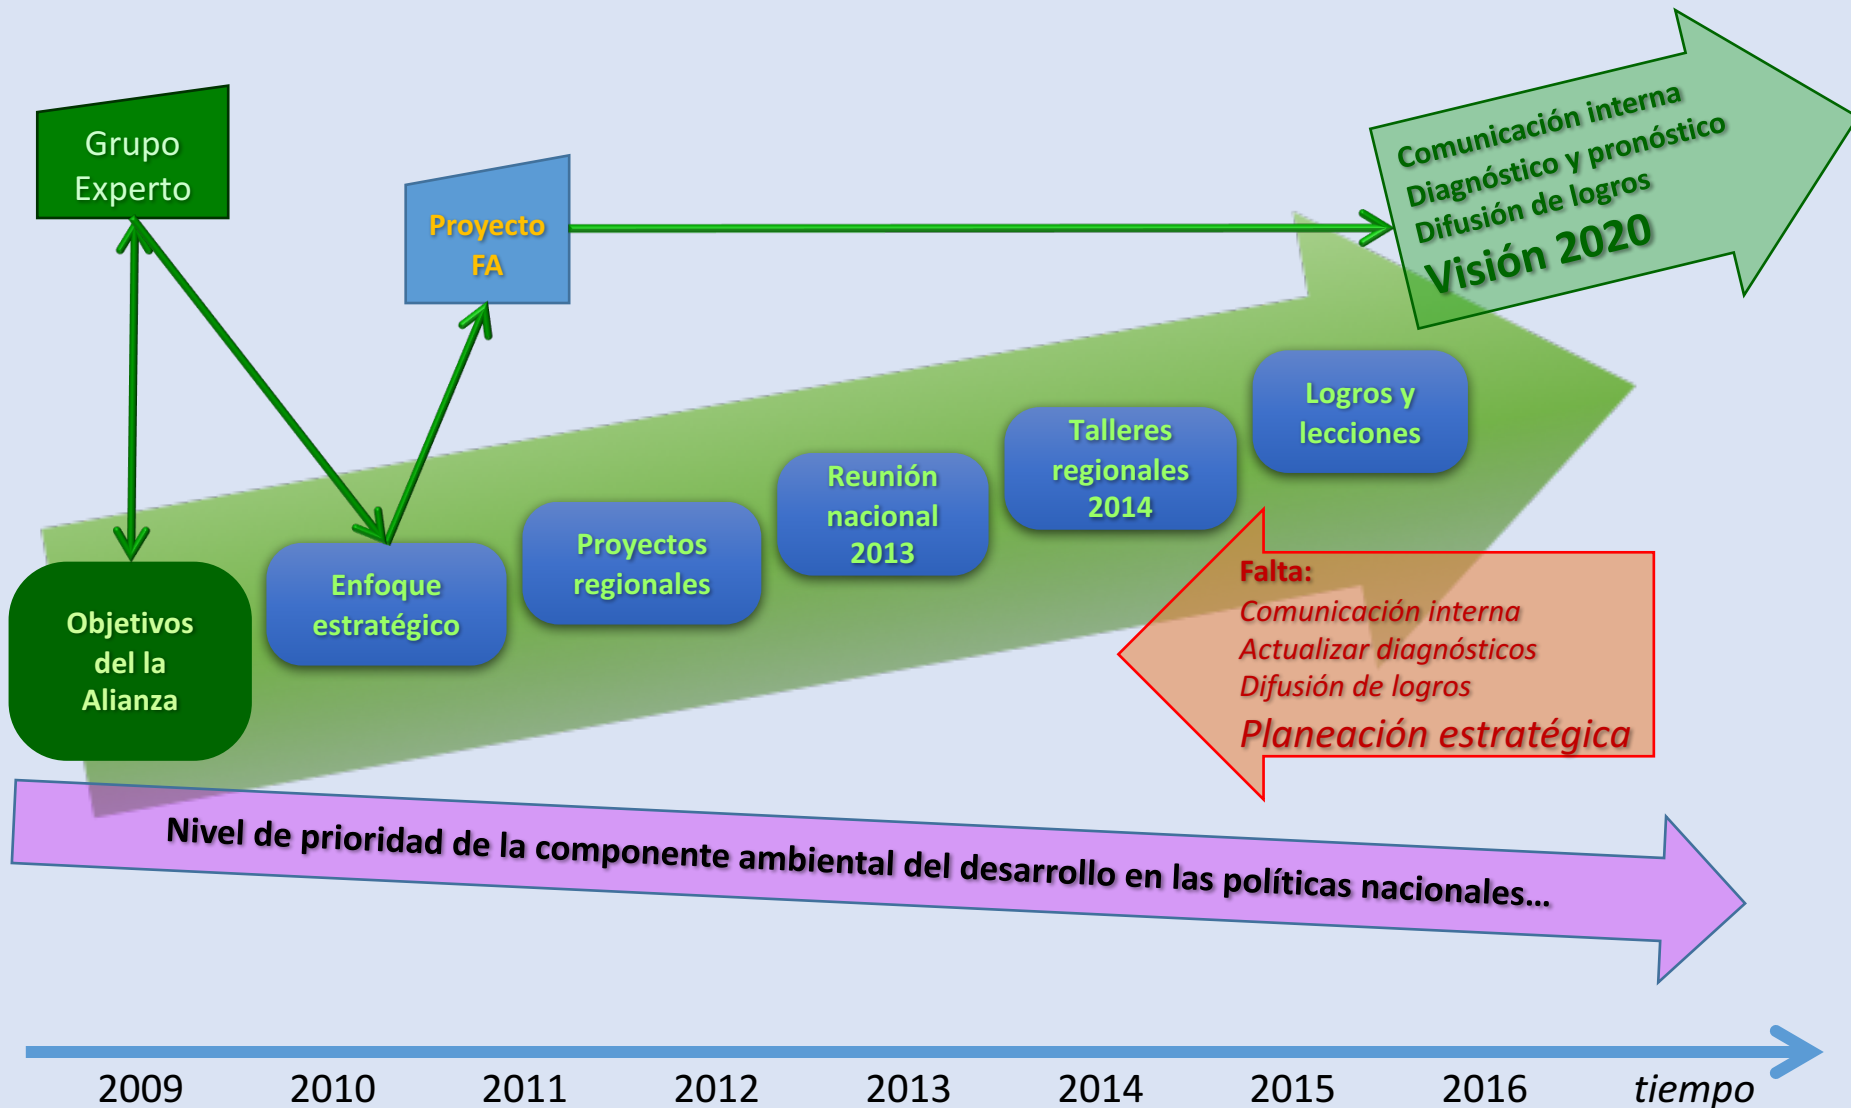 Grupo
Experto
Proyecto
FA
Comunicación interna
Diagnóstico y pronóstico
Difusión de logros
Visión 2020
Objetivos
del la
Alianza
Enfoque
estratégico
Proyectos
regionales
Reunión
nacional
2013
Talleres
regionales
2014
Logros y
lecciones
Falta:
Comunicación interna
Actualizar diagnósticos
Difusión de logros
Planeación estratégica
Nivel de prioridad de la componente ambiental del desarrollo en las políticas nacionales...
2009 2010 2011 2012 2013 2014 2015 2016 tiempo